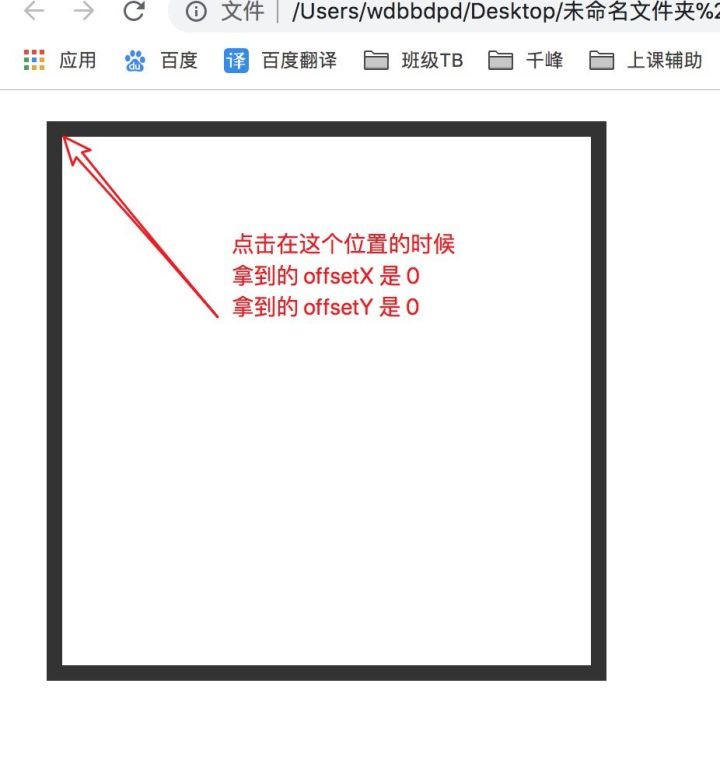 文件 /Users/wdbbdpd/Desktop/未命名文件夹%2
应用 du 百度 译 百度翻译 班级TB 千峰 上课辅助
点击在这个位置的时候
拿到的 offsetX 是 0
拿到的 offsetY 是 0